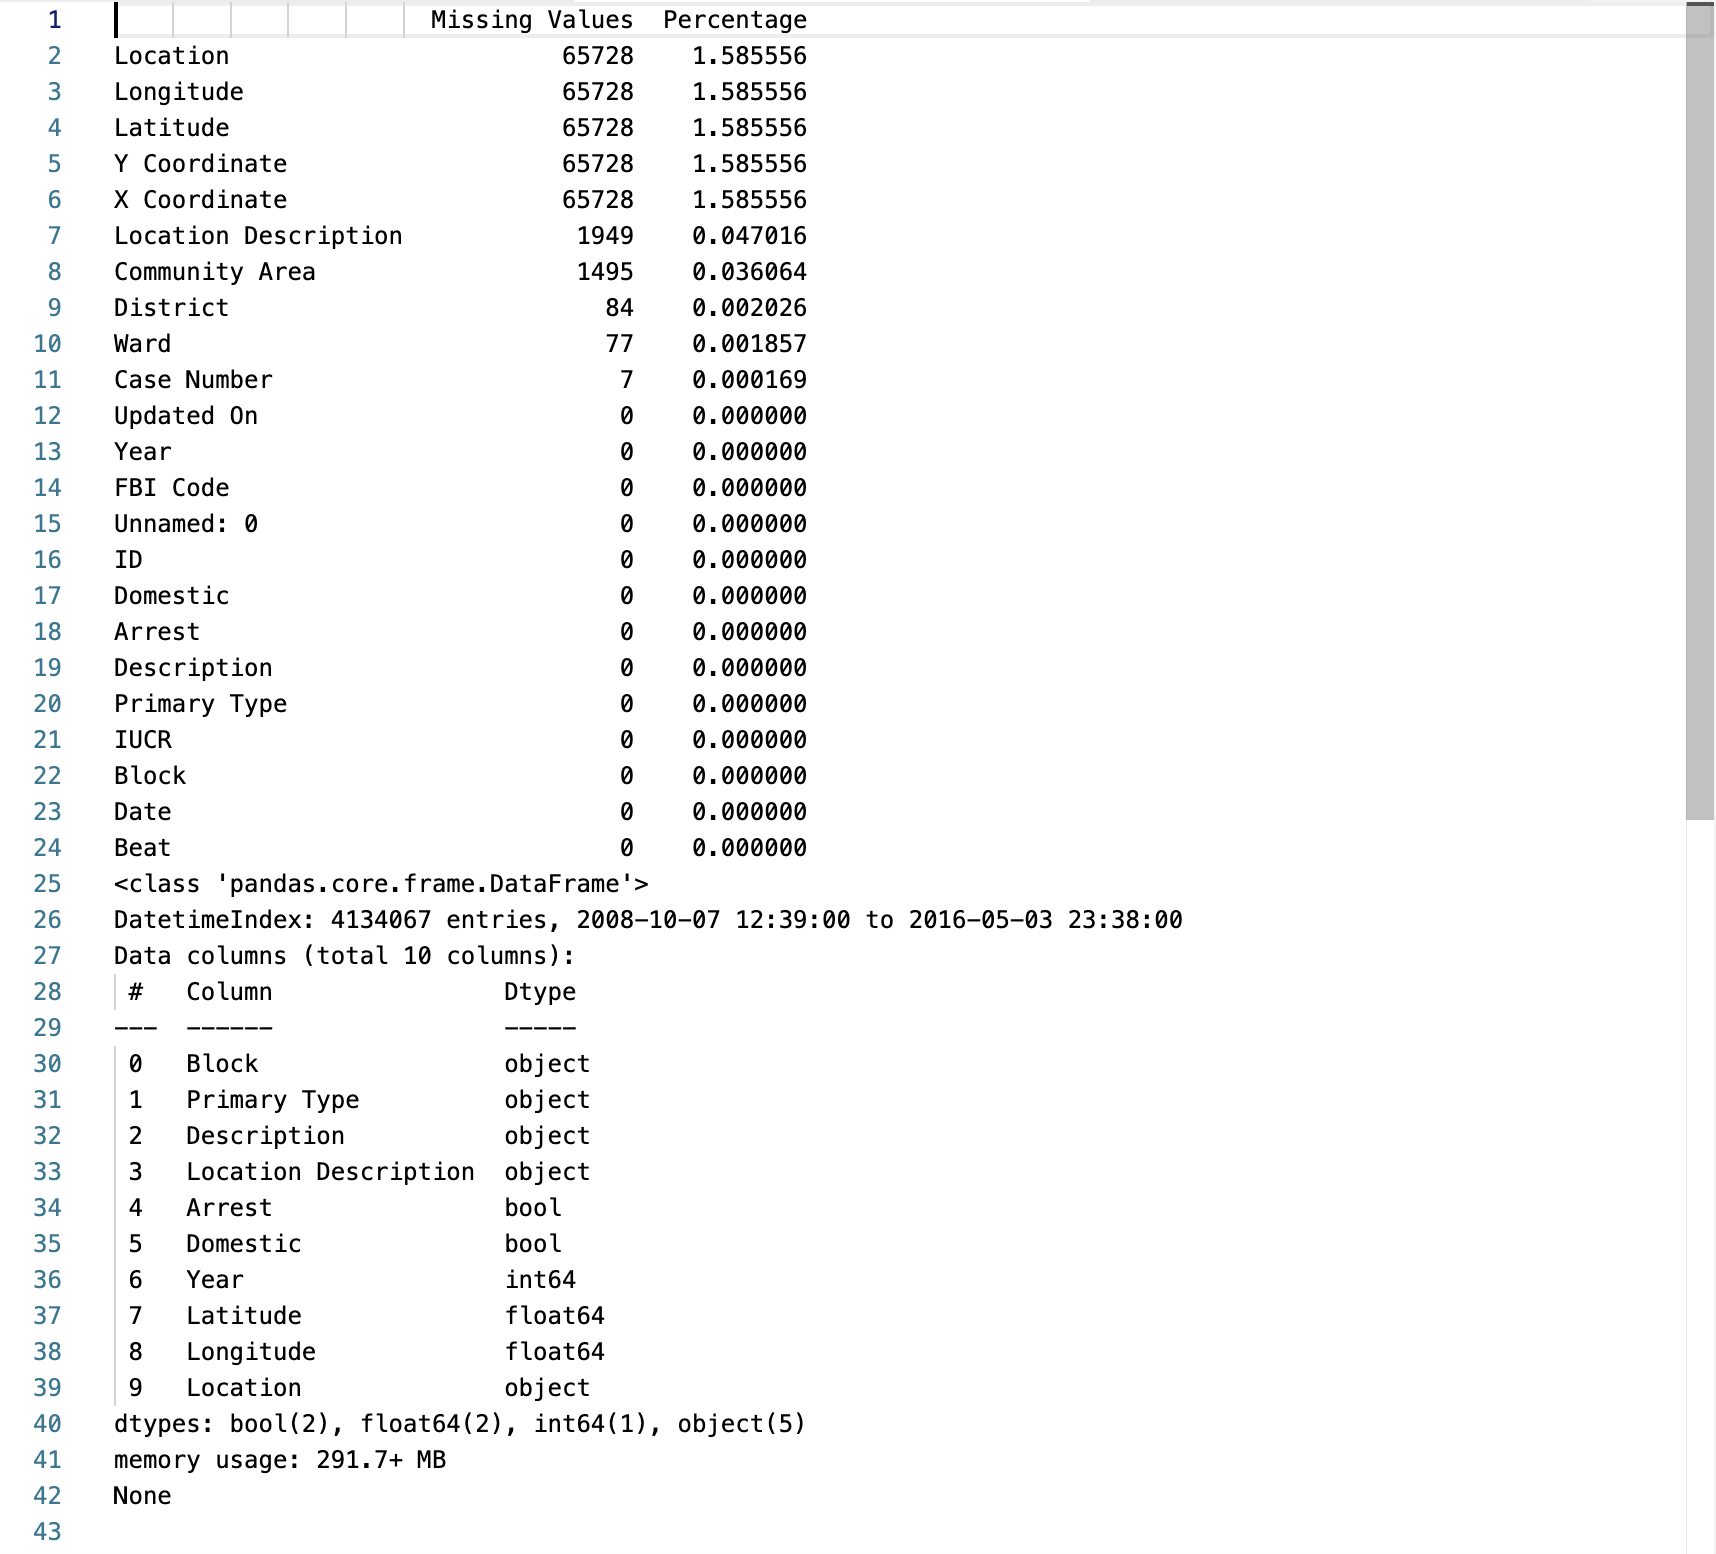 1                       Missing Values  Percentage
2  Location                      65728    1.585556
3  Longitude                     65728    1.585556
4  Latitude                      65728    1.585556
5  Y Coordinate                  65728    1.585556
6  X Coordinate                  65728    1.585556
7  Location Description           1949    0.047016
8  Community Area                 1495    0.036064
9  District                         84    0.002026
10 Ward                             77    0.001857
11 Case Number                       7    0.000169
12 Updated On                        0    0.000000
13 Year                              0    0.000000
14 FBI Code                          0    0.000000
15 Unnamed: 0                        0    0.000000
16 ID                                0    0.000000
17 Domestic                          0    0.000000
18 Arrest                            0    0.000000
19 Description                       0    0.000000
20 Primary Type                      0    0.000000
21 IUCR                              0    0.000000
22 Block                             0    0.000000
23 Date                              0    0.000000
24 Beat                              0    0.000000
25 <class 'pandas.core.frame.DataFrame'>
26 DatetimeIndex: 4134067 entries, 2008-10-07 12:39:00 to 2016-05-03 23:38:00
27 Data columns (total 10 columns):
28  #   Column                Dtype
29 ---  ------                -----
30  0   Block                 object
31  1   Primary Type          object
32  2   Description           object
33  3   Location Description  object
34  4   Arrest                bool
35  5   Domestic              bool
36  6   Year                  int64
37  7   Latitude              float64
38  8   Longitude             float64
39  9   Location              object
40 dtypes: bool(2), float64(2), int64(1), object(5)
41 memory usage: 291.7+ MB
42 None
43